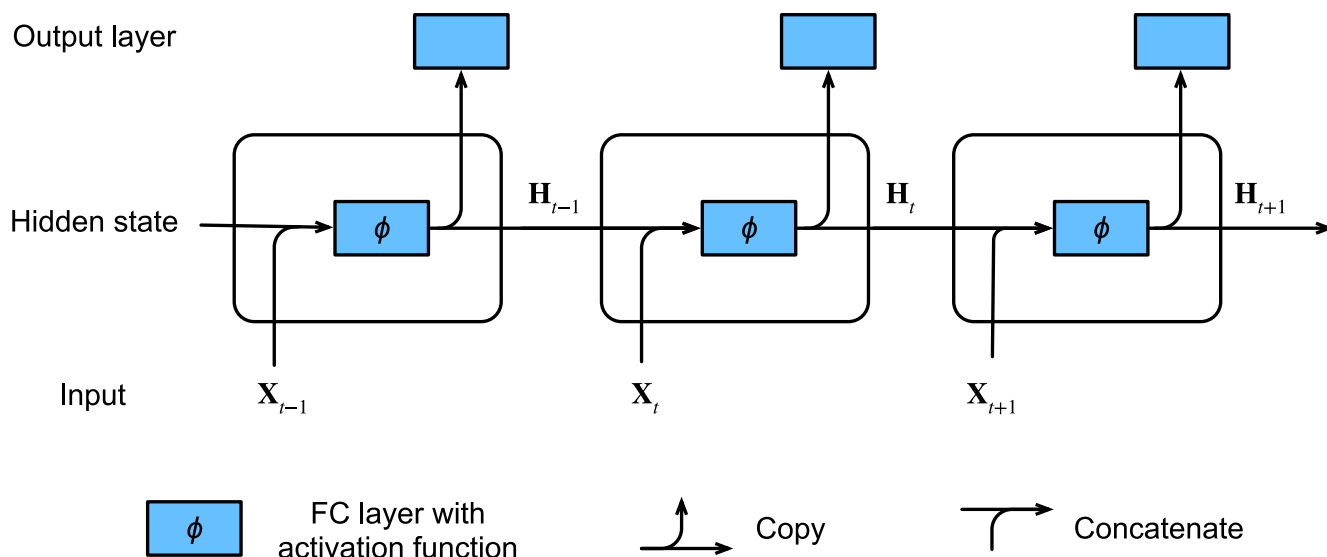 Output layer
Hidden state
ϕ
H_{t−1}
ϕ
H_t
ϕ
H_{t+1}
Input
X_{t−1}
X_t
X_{t+1}
ϕ
FC layer with
activation function
Copy
Concatenate